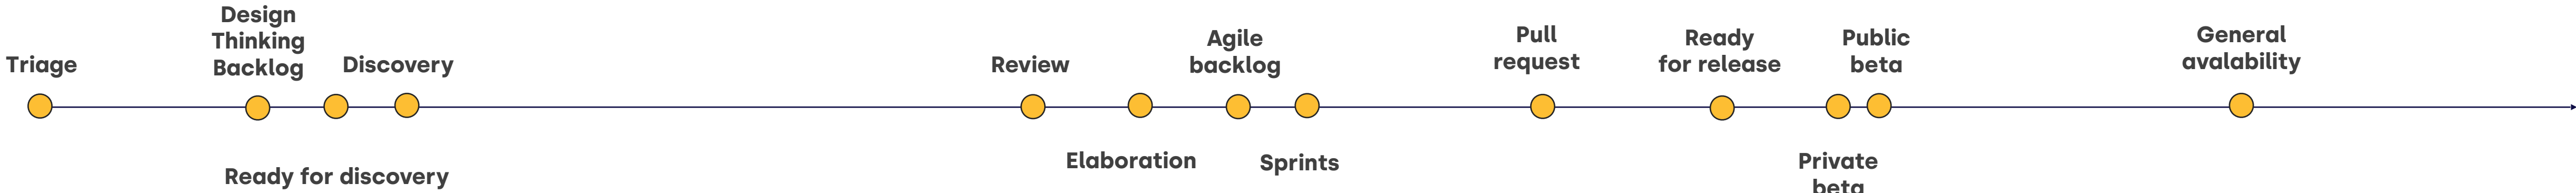 Triage
Design
Thinking
Backlog
Ready for discovery
Discovery
Review
Elaboration
Agile
backlog
Sprints
Pull
request
Ready
for release
Private
beta
Public
beta
General
avalability